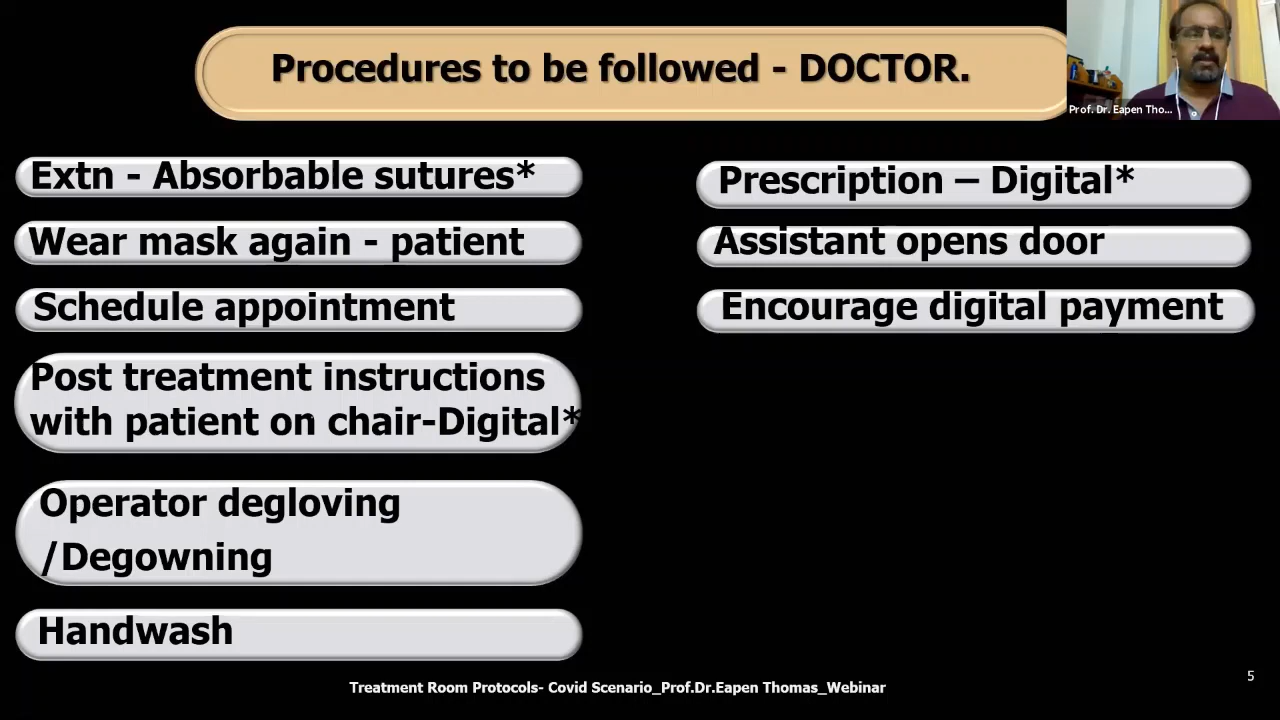 Procedures to be followed - DOCTOR.
Prof. Dr. Eapen Tho...
Extn - Absorbable sutures*
Wear mask again - patient
Schedule appointment
Post treatment instructions
with patient on chair-Digital*
Operator degloving
/Degowning
Handwash
Prescription – Digital*
Assistant opens door
Encourage digital payment
Treatment Room Protocols- Covid Scenario_Prof.Dr.Eapen Thomas_Webinar
5